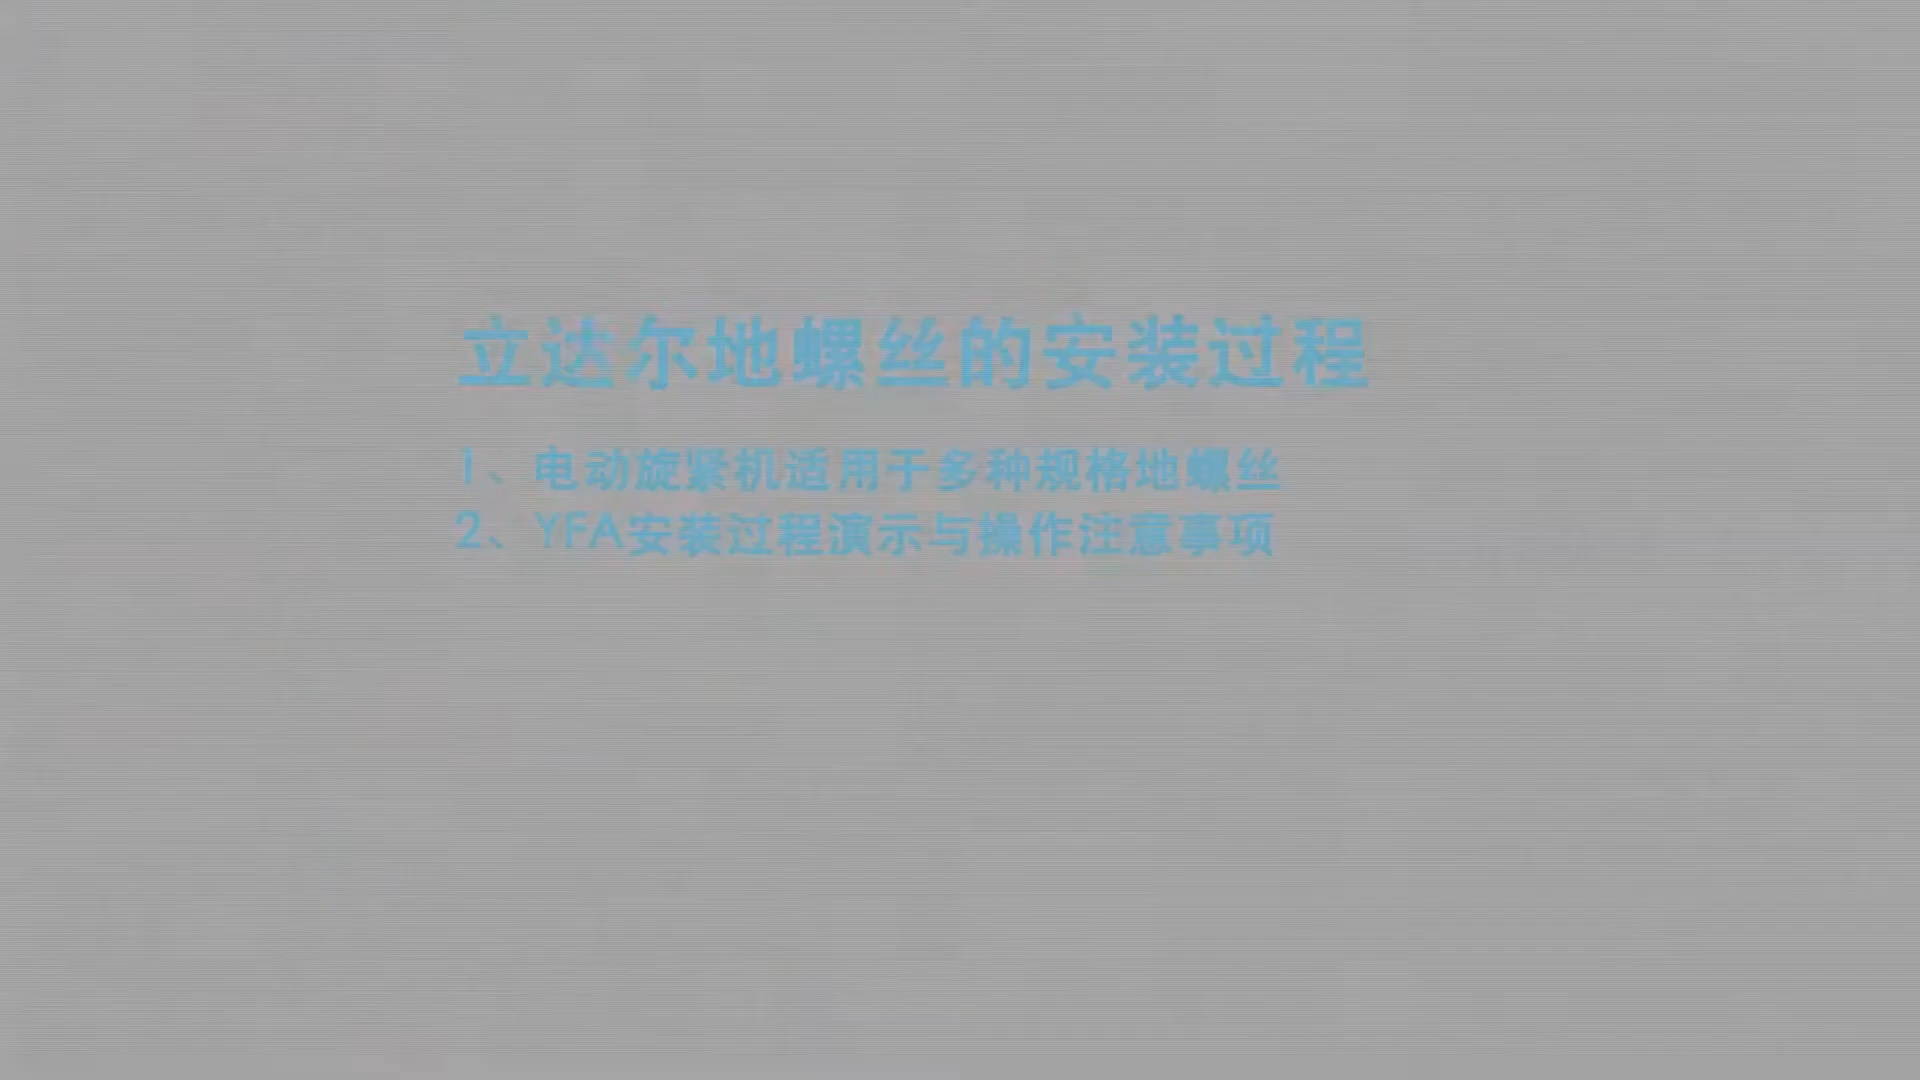 立达尔地螺丝的安装过程
1、电动旋紧机适用于多种规格地螺丝
2、YFA安装过程演示与操作注意事项